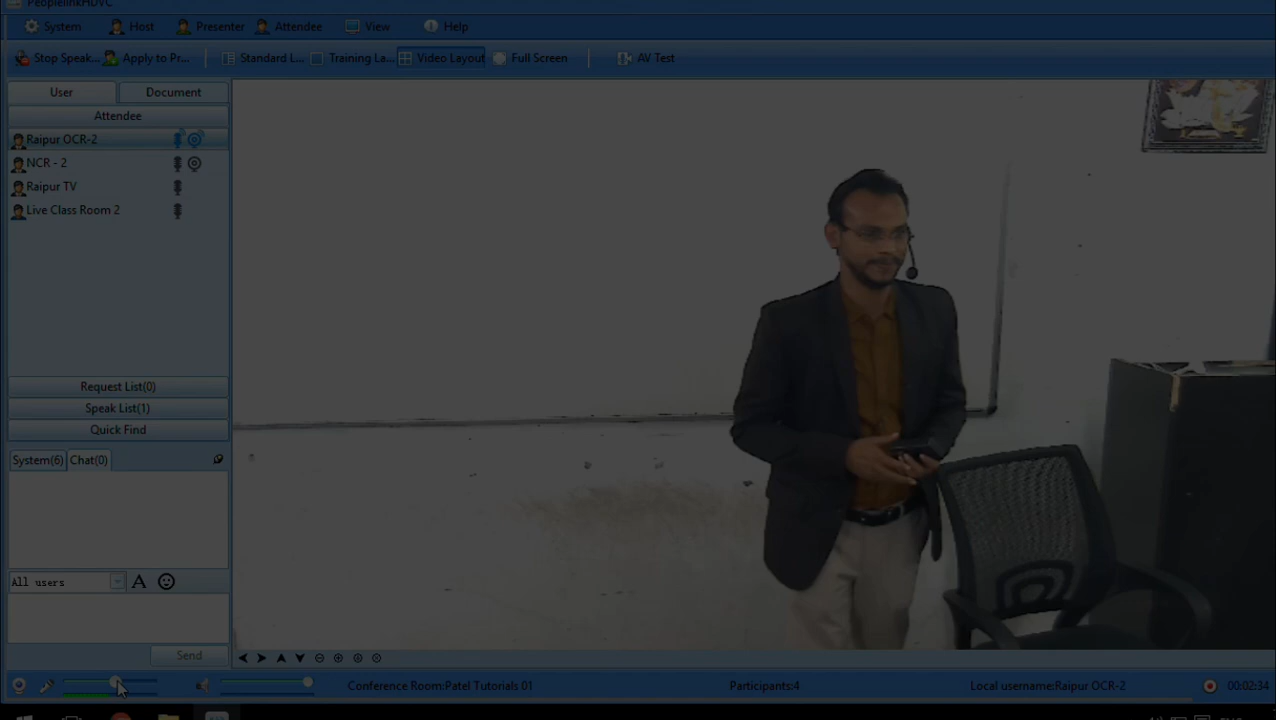 PeoplelinkHDVC
System Host Presenter Attendee View Help
Stop Speak... Apply to Pr... Standard L... Training La... Video Layout Full Screen AV Test
User Document
Attendee
Raipur OCR-2
NCR - 2
Raipur TV
Live Class Room 2
Request List(0)
Speak List(1)
Quick Find
System(6) Chat(0)
All users A
Send
Conference Room:Patel Tutorials 01 Participants:4 Local username:Raipur OCR-2 00:02:34